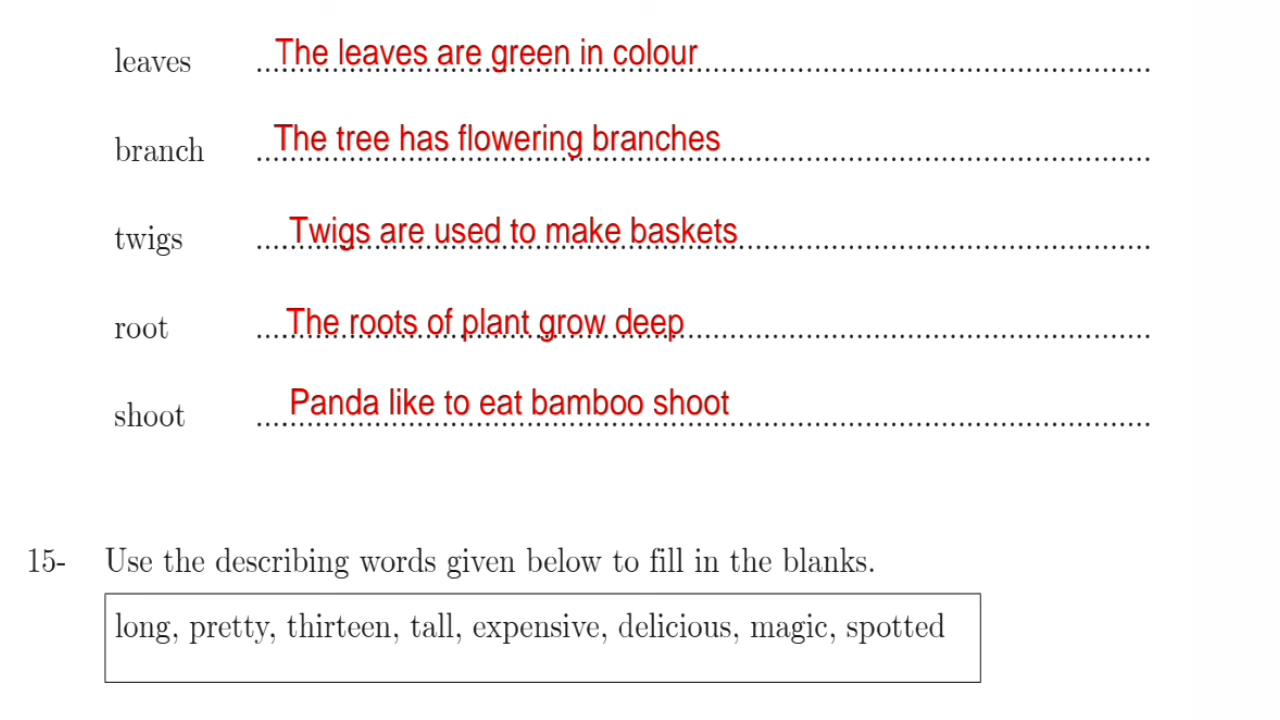 leaves ........ The leaves are green in colour ........
branch ........ The tree has flowering branches ........
twigs ........ Twigs are used to make baskets ........
root ........ The roots of plant grow deep ........
shoot ........ Panda like to eat bamboo shoot ........
15- Use the describing words given below to fill in the blanks.
long, pretty, thirteen, tall, expensive, delicious, magic, spotted